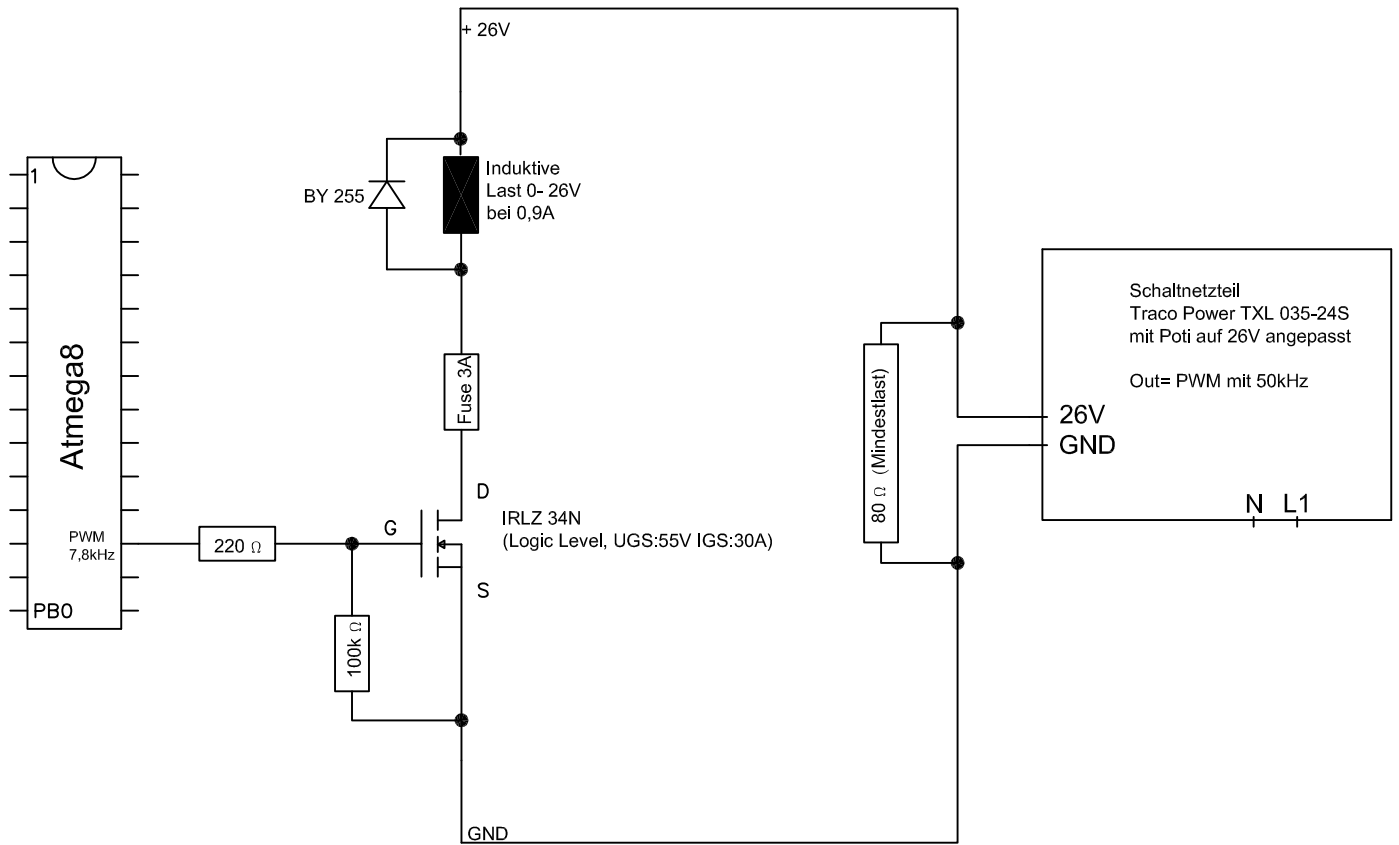 + 26V
1
Atmega8
PWM
7,8kHz
PB0
BY 255
Induktive
Last 0- 26V
bei 0,9A
Fuse 3A
D
G
S
IRLZ 34N
(Logic Level, UGS:55V IGS:30A)
220 Ω
100k Ω
GND
80 Ω (Mindestlast)
Schaltnetzteil
Traco Power TXL 035-24S
mit Poti auf 26V angepasst
Out= PWM mit 50kHz
26V
GND
N L1